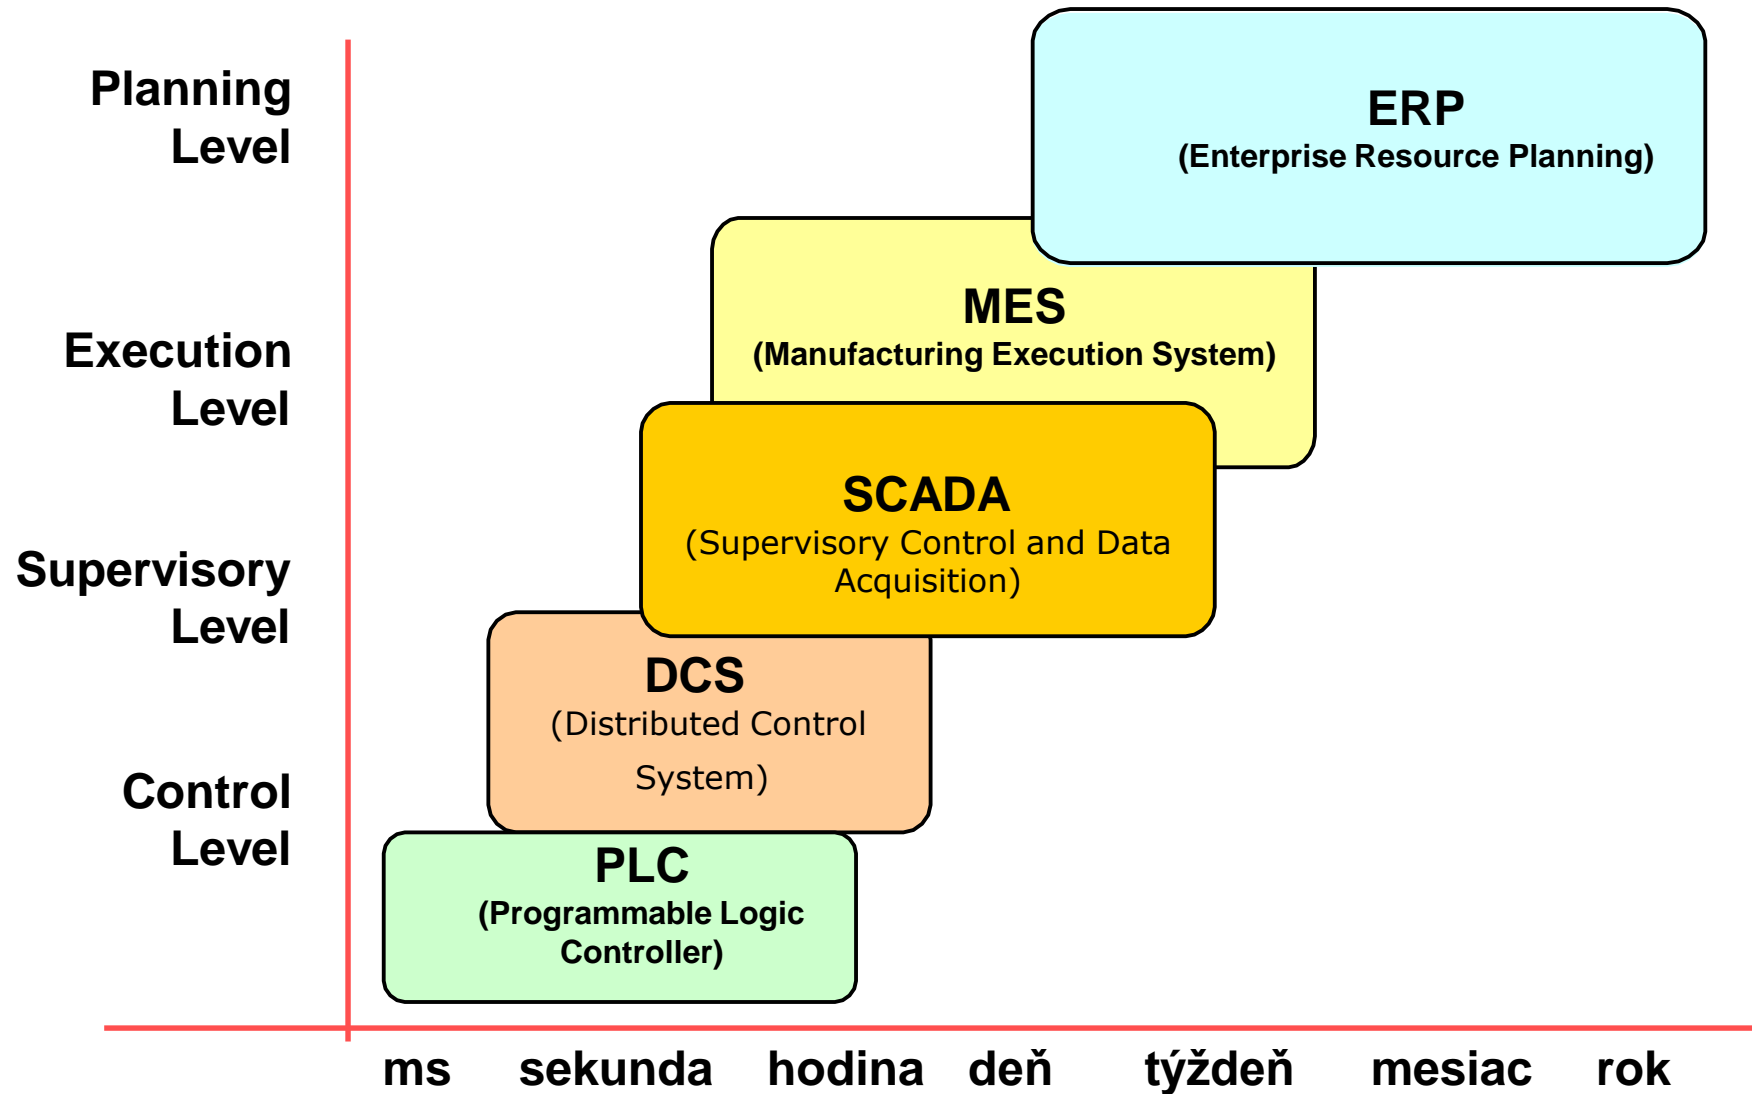 Planning
Level
ERP
(Enterprise Resource Planning)
Execution
Level
MES
(Manufacturing Execution System)
SCADA
(Supervisory Control and Data
Acquisition)
Supervisory
Level
DCS
(Distributed Control
System)
Control
Level
PLC
(Programmable Logic
Controller)
ms sekunda hodina deň týždeň mesiac rok